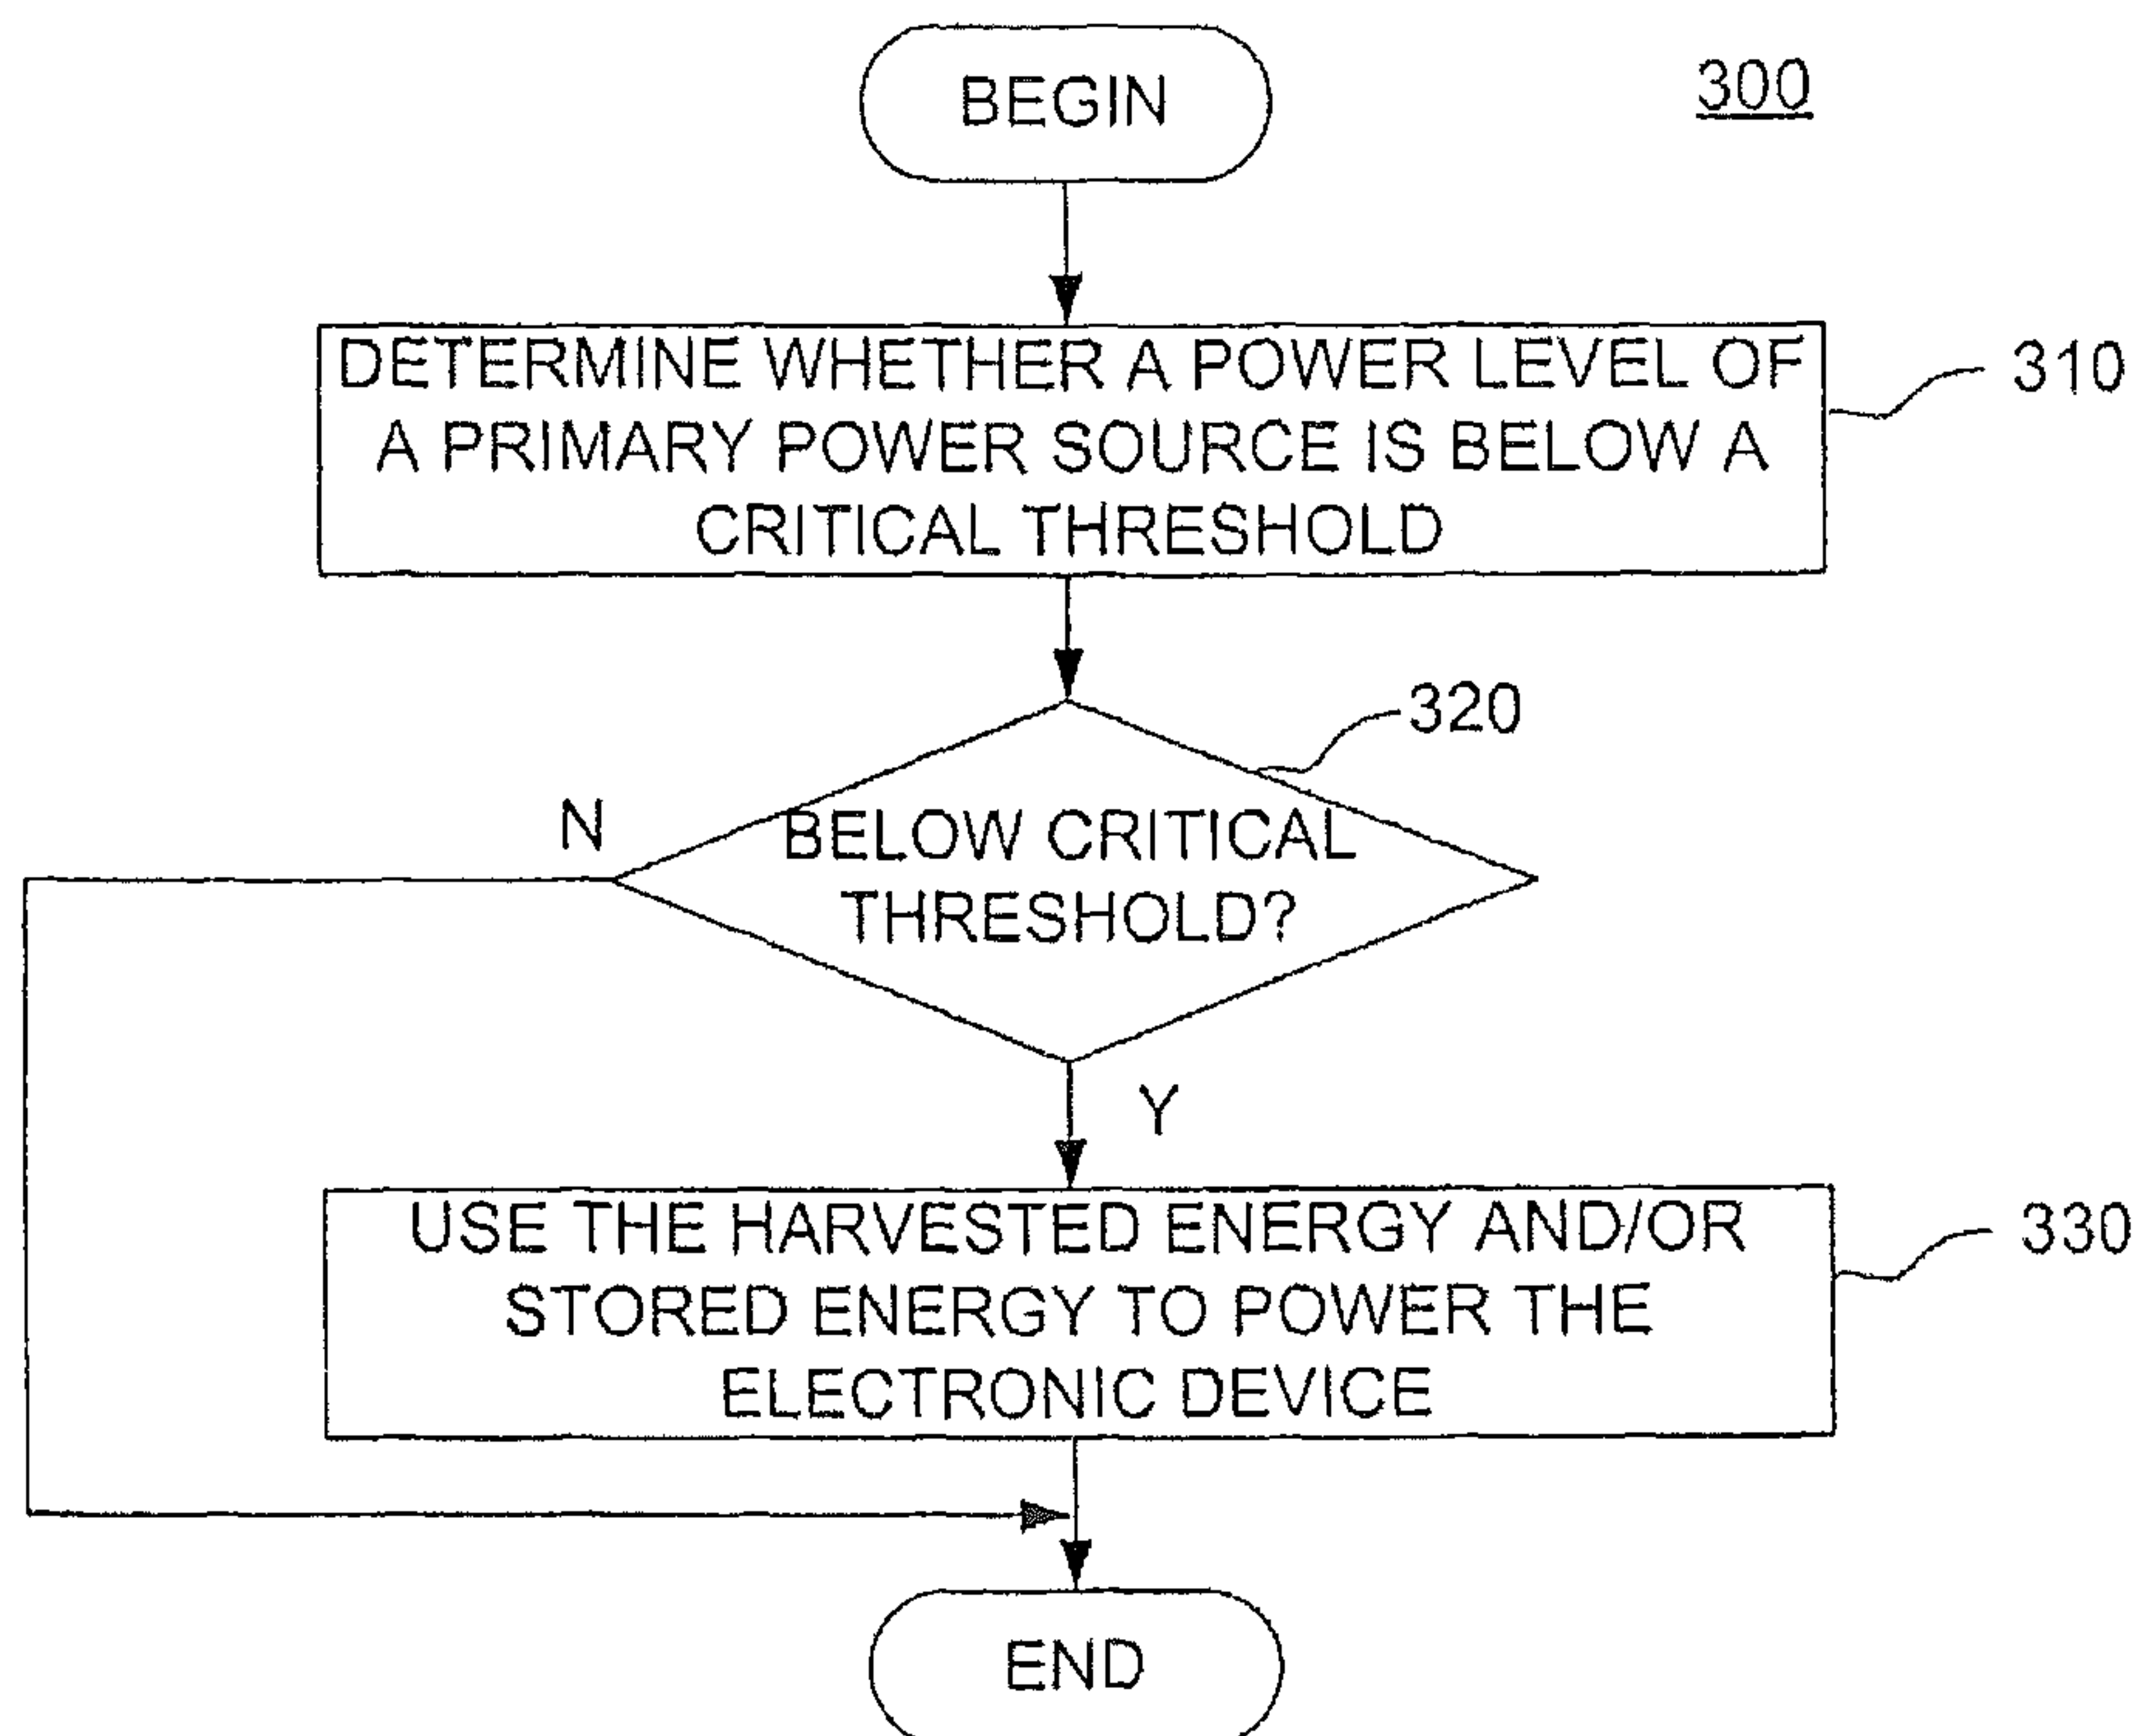 BEGIN
300
DETERMINE WHETHER A POWER LEVEL OF
A PRIMARY POWER SOURCE IS BELOW A
CRITICAL THRESHOLD
310
320
N
BELOW CRITICAL
THRESHOLD?
Y
USE THE HARVESTED ENERGY AND/OR
STORED ENERGY TO POWER THE
ELECTRONIC DEVICE
330
END